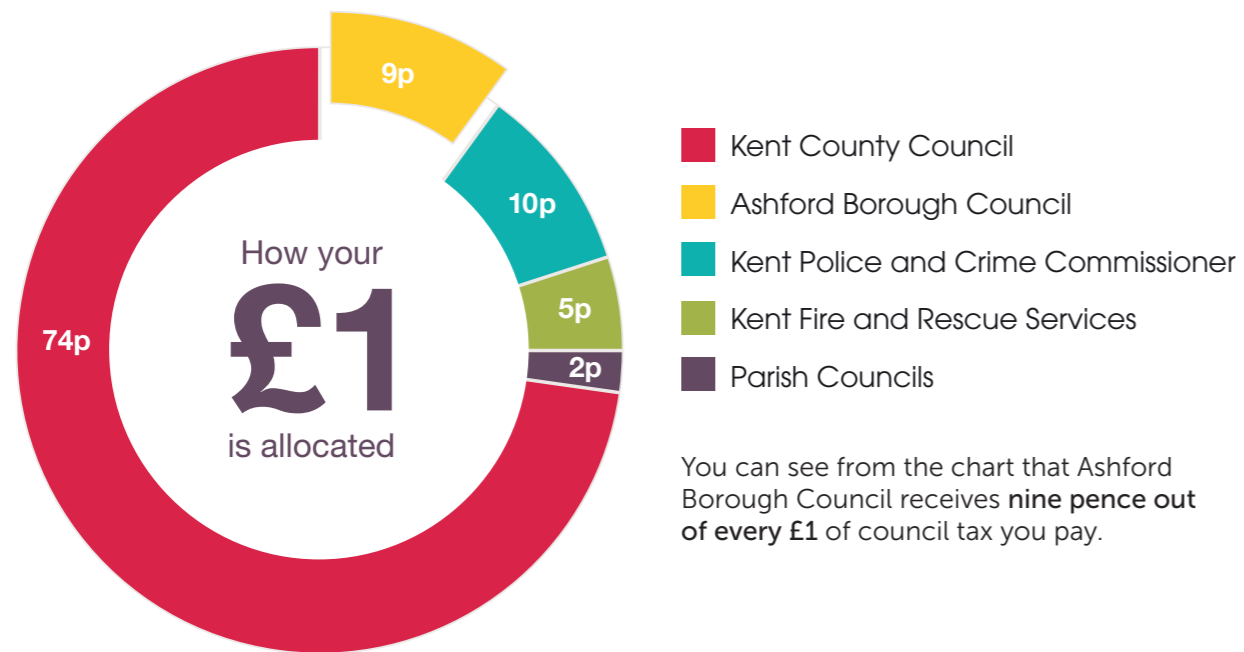 9p
10p
5p
2p
74p
How your
£1
is allocated
Kent County Council
Ashford Borough Council
Kent Police and Crime Commissioner
Kent Fire and Rescue Services
Parish Councils
You can see from the chart that Ashford
Borough Council receives nine pence out
of every £1 of council tax you pay.